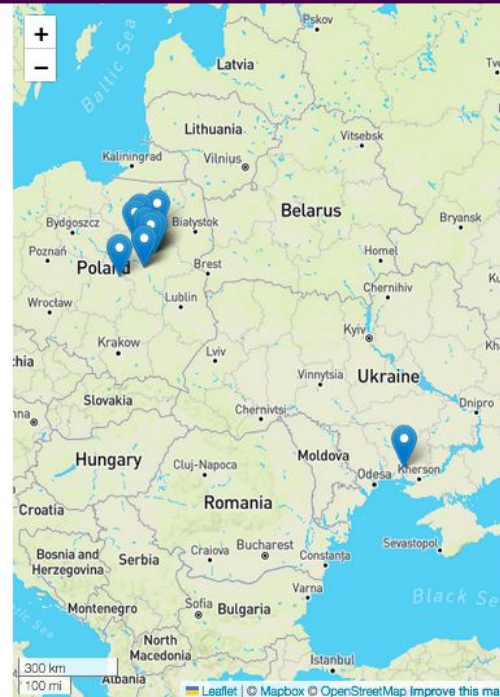 +
−
Pskov
Baltic Sea
Latvia
Lithuania
Vitsebsk
Kaliningrad
Vilnius
Belarus
Bydgoszcz
Białystok
Bryansk
Poznań
Poland
Brest
Homel
Chernihiv
Wrocław
Lublin
Kyiv
Krakow
Lviv
Vinnytsia
Ukraine
Slovakia
Chernivtsi
Dnipro
Hungary
Cluj-Napoca
Moldova
Odesa
Kherson
Romania
Croatia
Sevastopol
Bosnia and
Herzegovina
Serbia
Craiova
Bucharest
Constanța
Varna
Montenegro
Sofia
Bulgaria
Black Se
North
Macedonia
Istanbul
Albania
300 km
100 mi
Leaflet | © Mapbox © OpenStreetMap Improve this ma